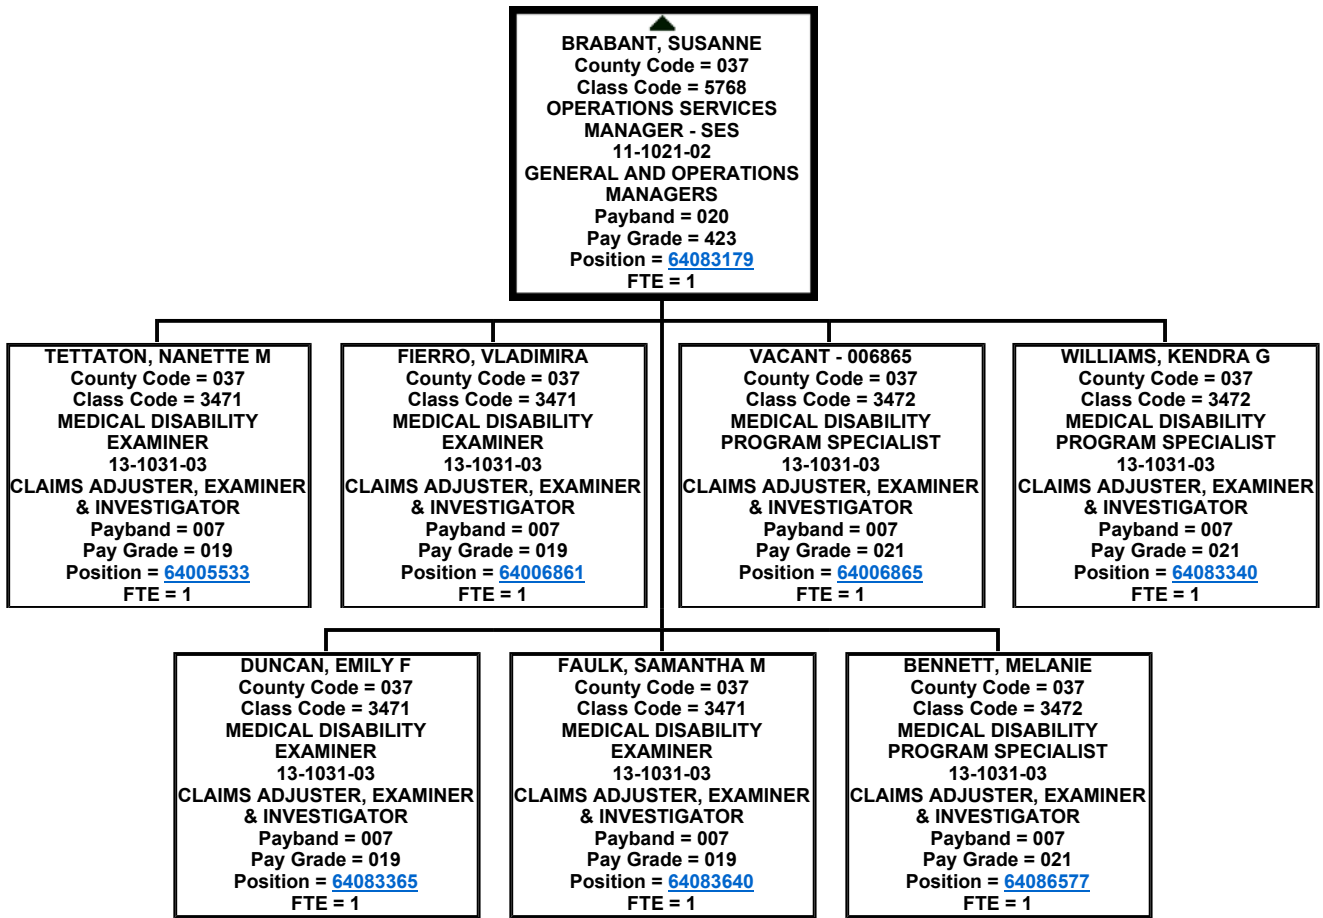 BRABANT, SUSANNE
County Code = 037
Class Code = 5768
OPERATIONS SERVICES
MANAGER - SES
11-1021-02
GENERAL AND OPERATIONS
MANAGERS
Payband = 020
Pay Grade = 423
Position = 64083179
FTE = 1
TETTATON, NANETTE M
County Code = 037
Class Code = 3471
MEDICAL DISABILITY
EXAMINER
13-1031-03
CLAIMS ADJUSTER, EXAMINER
& INVESTIGATOR
Payband = 007
Pay Grade = 019
Position = 64005533
FTE = 1
FIERRO, VLADIMIRA
County Code = 037
Class Code = 3471
MEDICAL DISABILITY
EXAMINER
13-1031-03
CLAIMS ADJUSTER, EXAMINER
& INVESTIGATOR
Payband = 007
Pay Grade = 019
Position = 64006861
FTE = 1
VACANT - 006865
County Code = 037
Class Code = 3472
MEDICAL DISABILITY
PROGRAM SPECIALIST
13-1031-03
CLAIMS ADJUSTER, EXAMINER
& INVESTIGATOR
Payband = 007
Pay Grade = 021
Position = 64006865
FTE = 1
WILLIAMS, KENDRA G
County Code = 037
Class Code = 3472
MEDICAL DISABILITY
PROGRAM SPECIALIST
13-1031-03
CLAIMS ADJUSTER, EXAMINER
& INVESTIGATOR
Payband = 007
Pay Grade = 021
Position = 64083340
FTE = 1
DUNCAN, EMILY F
County Code = 037
Class Code = 3471
MEDICAL DISABILITY
EXAMINER
13-1031-03
CLAIMS ADJUSTER, EXAMINER
& INVESTIGATOR
Payband = 007
Pay Grade = 019
Position = 64083365
FTE = 1
FAULK, SAMANTHA M
County Code = 037
Class Code = 3471
MEDICAL DISABILITY
EXAMINER
13-1031-03
CLAIMS ADJUSTER, EXAMINER
& INVESTIGATOR
Payband = 007
Pay Grade = 019
Position = 64083640
FTE = 1
BENNETT, MELANIE
County Code = 037
Class Code = 3472
MEDICAL DISABILITY
PROGRAM SPECIALIST
13-1031-03
CLAIMS ADJUSTER, EXAMINER
& INVESTIGATOR
Payband = 007
Pay Grade = 021
Position = 64086577
FTE = 1